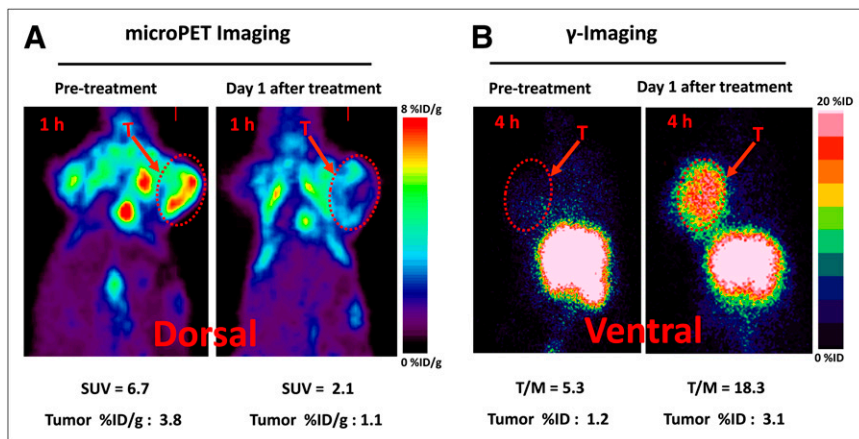 A
microPET Imaging
Pre-treatment
Day 1 after treatment
1 h
T
1 h
T
8 %ID/g
0 %ID/g
Dorsal
SUV = 6.7
SUV = 2.1
Tumor %ID/g : 3.8
Tumor %ID/g : 1.1
B
γ-Imaging
Pre-treatment
Day 1 after treatment
4 h
T
4 h
T
20 %ID
0 %ID
Ventral
T/M = 5.3
T/M = 18.3
Tumor %ID : 1.2
Tumor %ID : 3.1